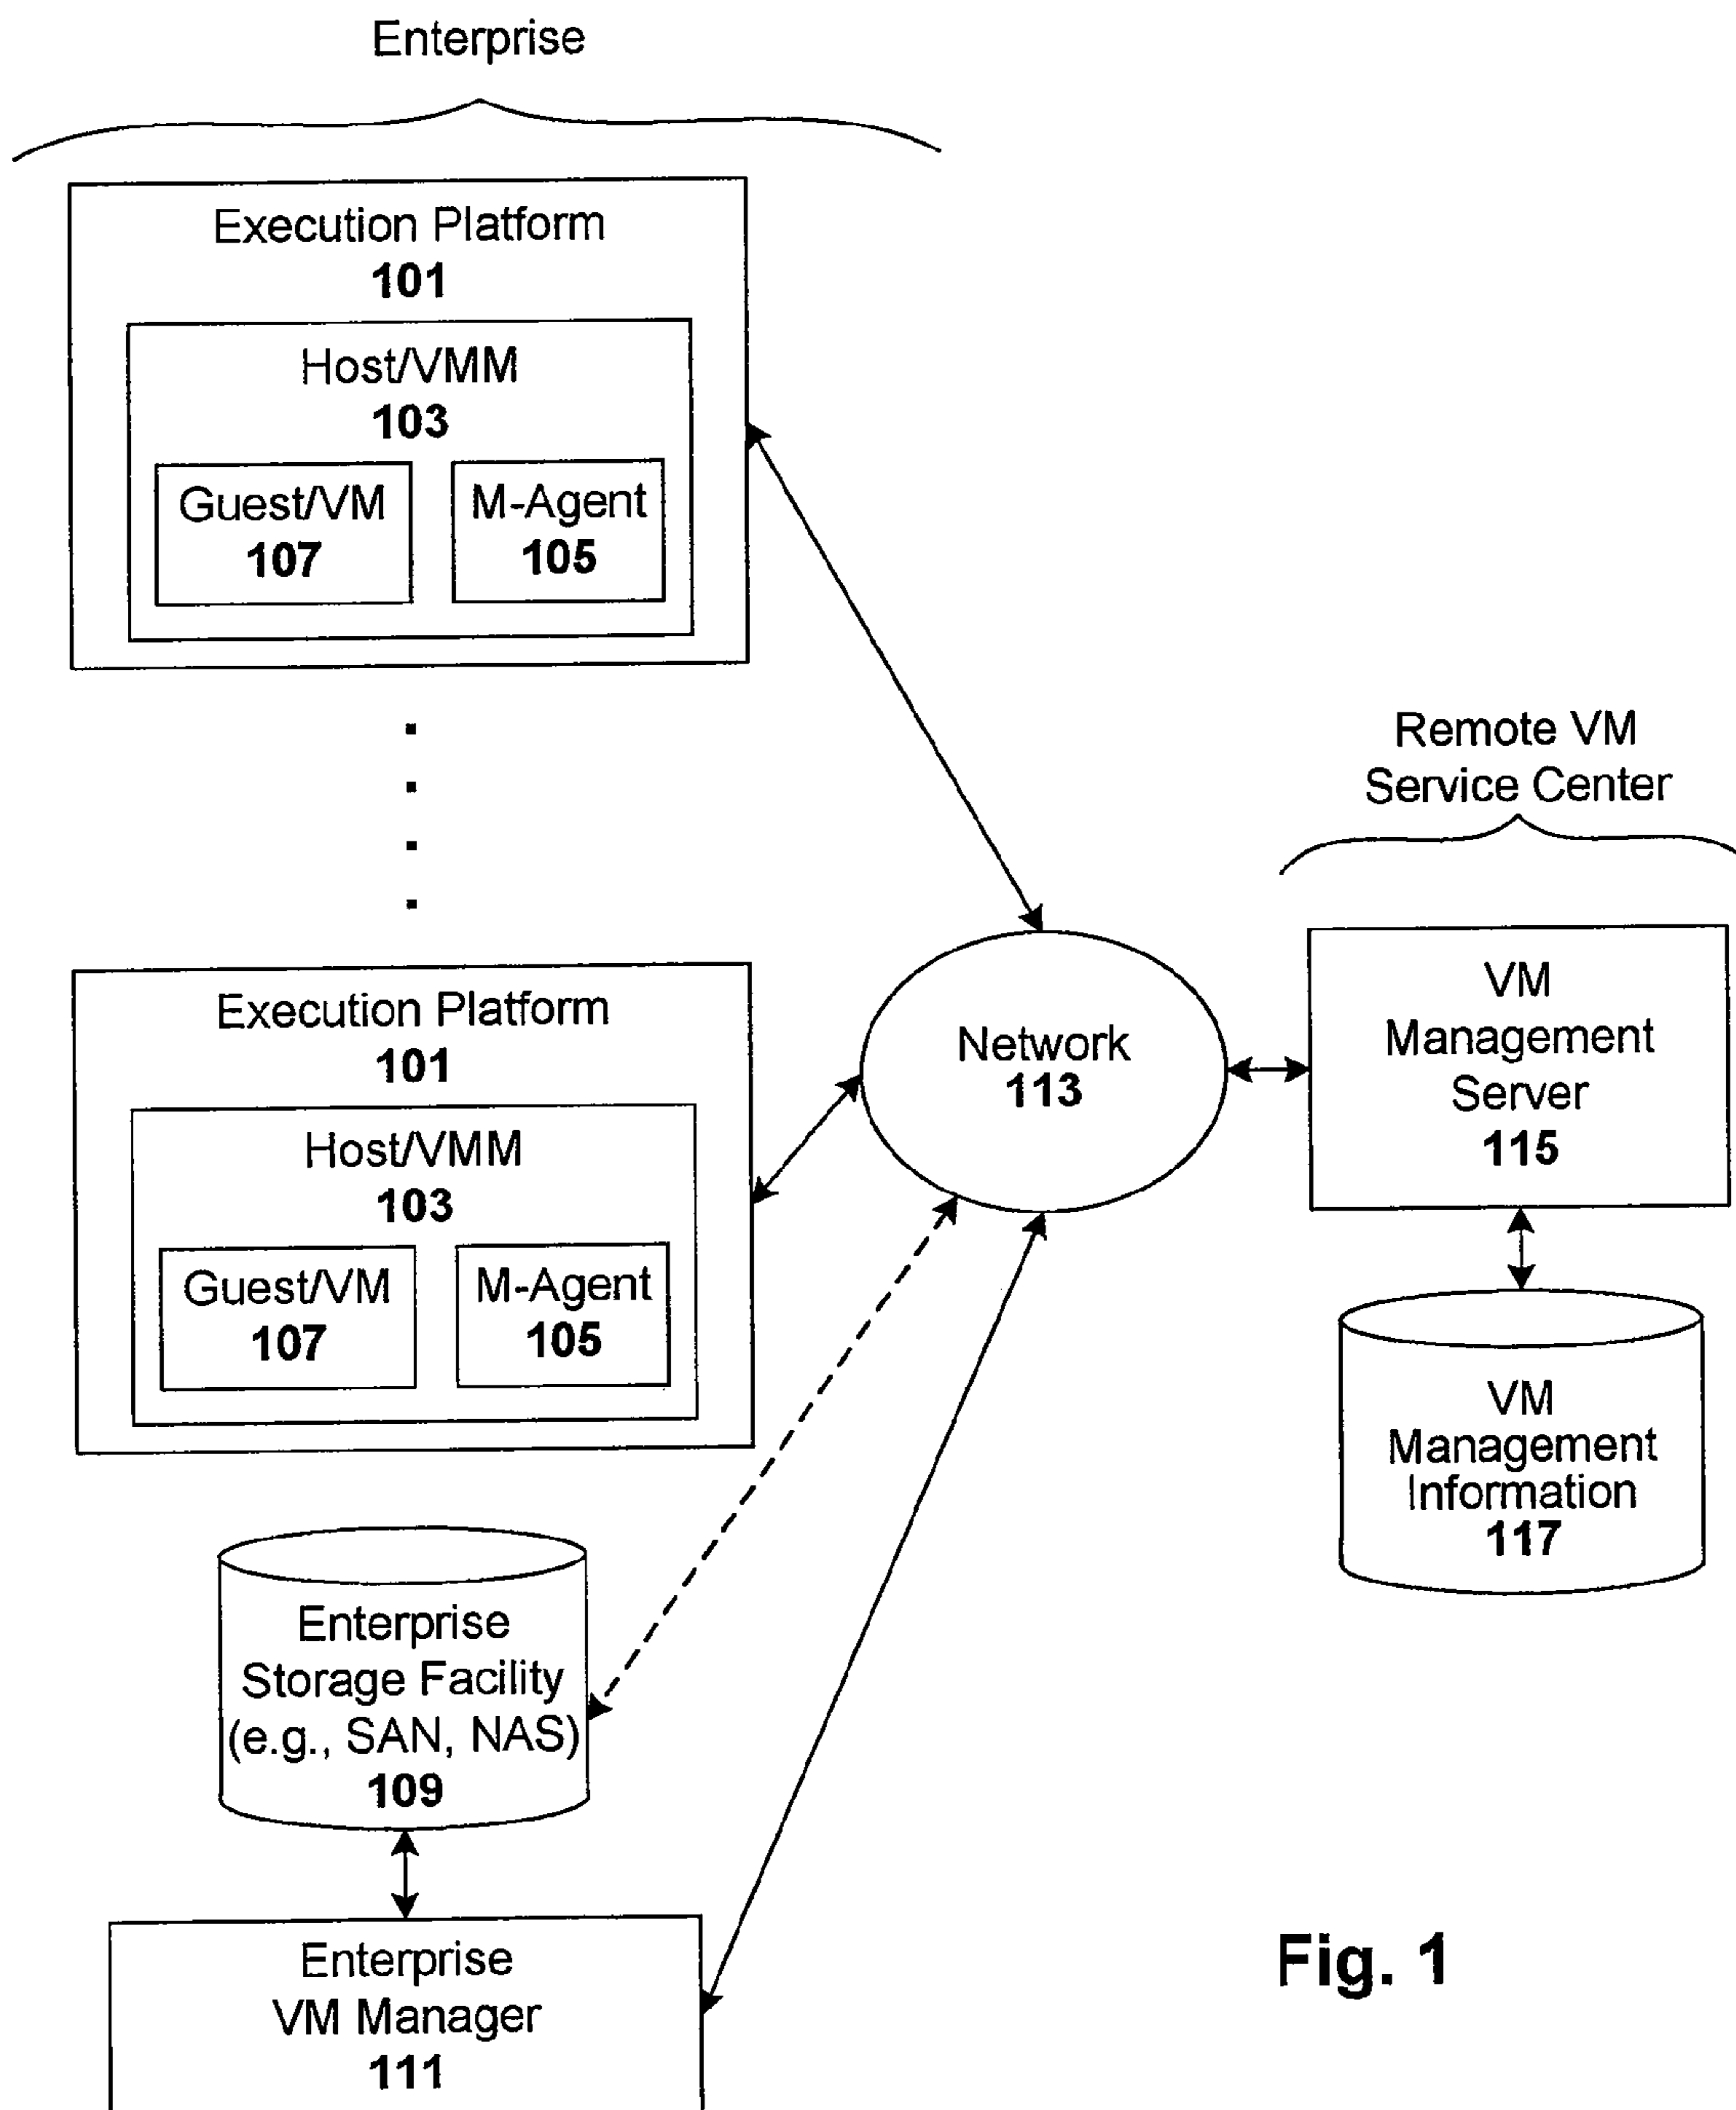 Enterprise
Execution Platform
101
Host/VMM
103
Guest/VM
107
M-Agent
105
Execution Platform
101
Host/VMM
103
Guest/VM
107
M-Agent
105
Enterprise
Storage Facility
(e.g., SAN, NAS)
109
Enterprise
VM Manager
111
Network
113
Remote VM
Service Center
VM
Management
Server
115
VM
Management
Information
117
Fig. 1